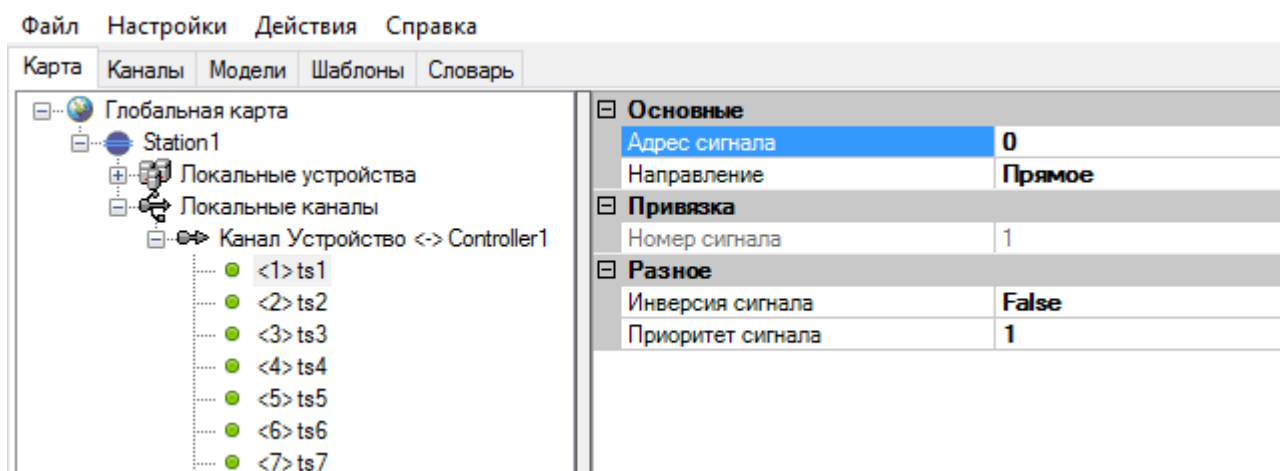 Файл Настройки Действия Справка
Карта Каналы Модели Шаблоны Словарь
Глобальная карта
Station1
Локальные устройства
Локальные каналы
Канал Устройство <-> Controller1
<1> ts1
<2> ts2
<3> ts3
<4> ts4
<5> ts5
<6> ts6
<7> ts7
Основные
Адрес сигнала 0
Направление Прямое
Привязка
Номер сигнала 1
Разное
Инверсия сигнала False
Приоритет сигнала 1